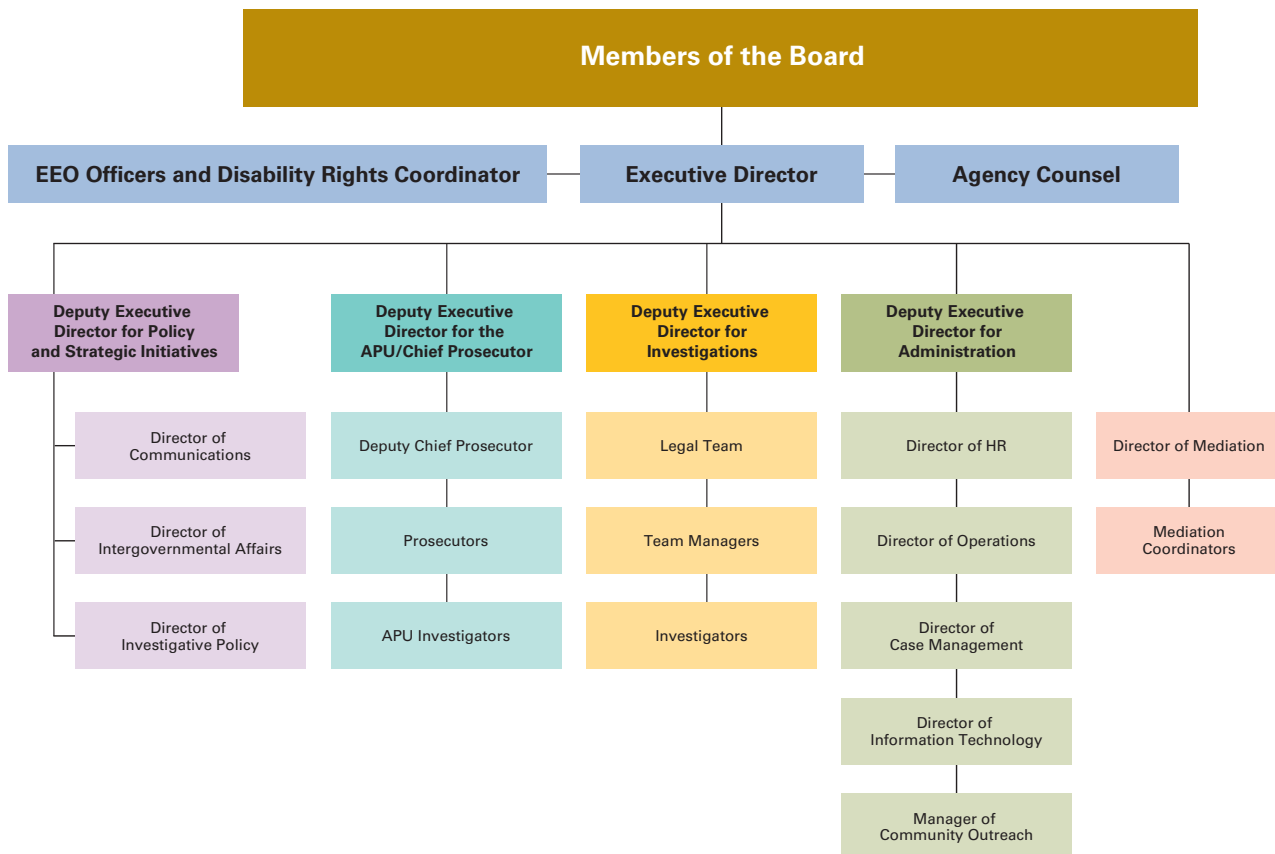 Members of the Board
EEO Officers and Disability Rights Coordinator
Executive Director
Agency Counsel
Deputy Executive
Director for Policy
and Strategic Initiatives
Director of
Communications
Director of
Intergovernmental Affairs
Director of
Investigative Policy
Deputy Executive
Director for the
APU/Chief Prosecutor
Deputy Chief Prosecutor
Prosecutors
APU Investigators
Deputy Executive
Director for
Investigations
Legal Team
Team Managers
Investigators
Deputy Executive
Director for
Administration
Director of HR
Director of Operations
Director of
Case Management
Director of
Information Technology
Manager of
Community Outreach
Director of Mediation
Mediation
Coordinators